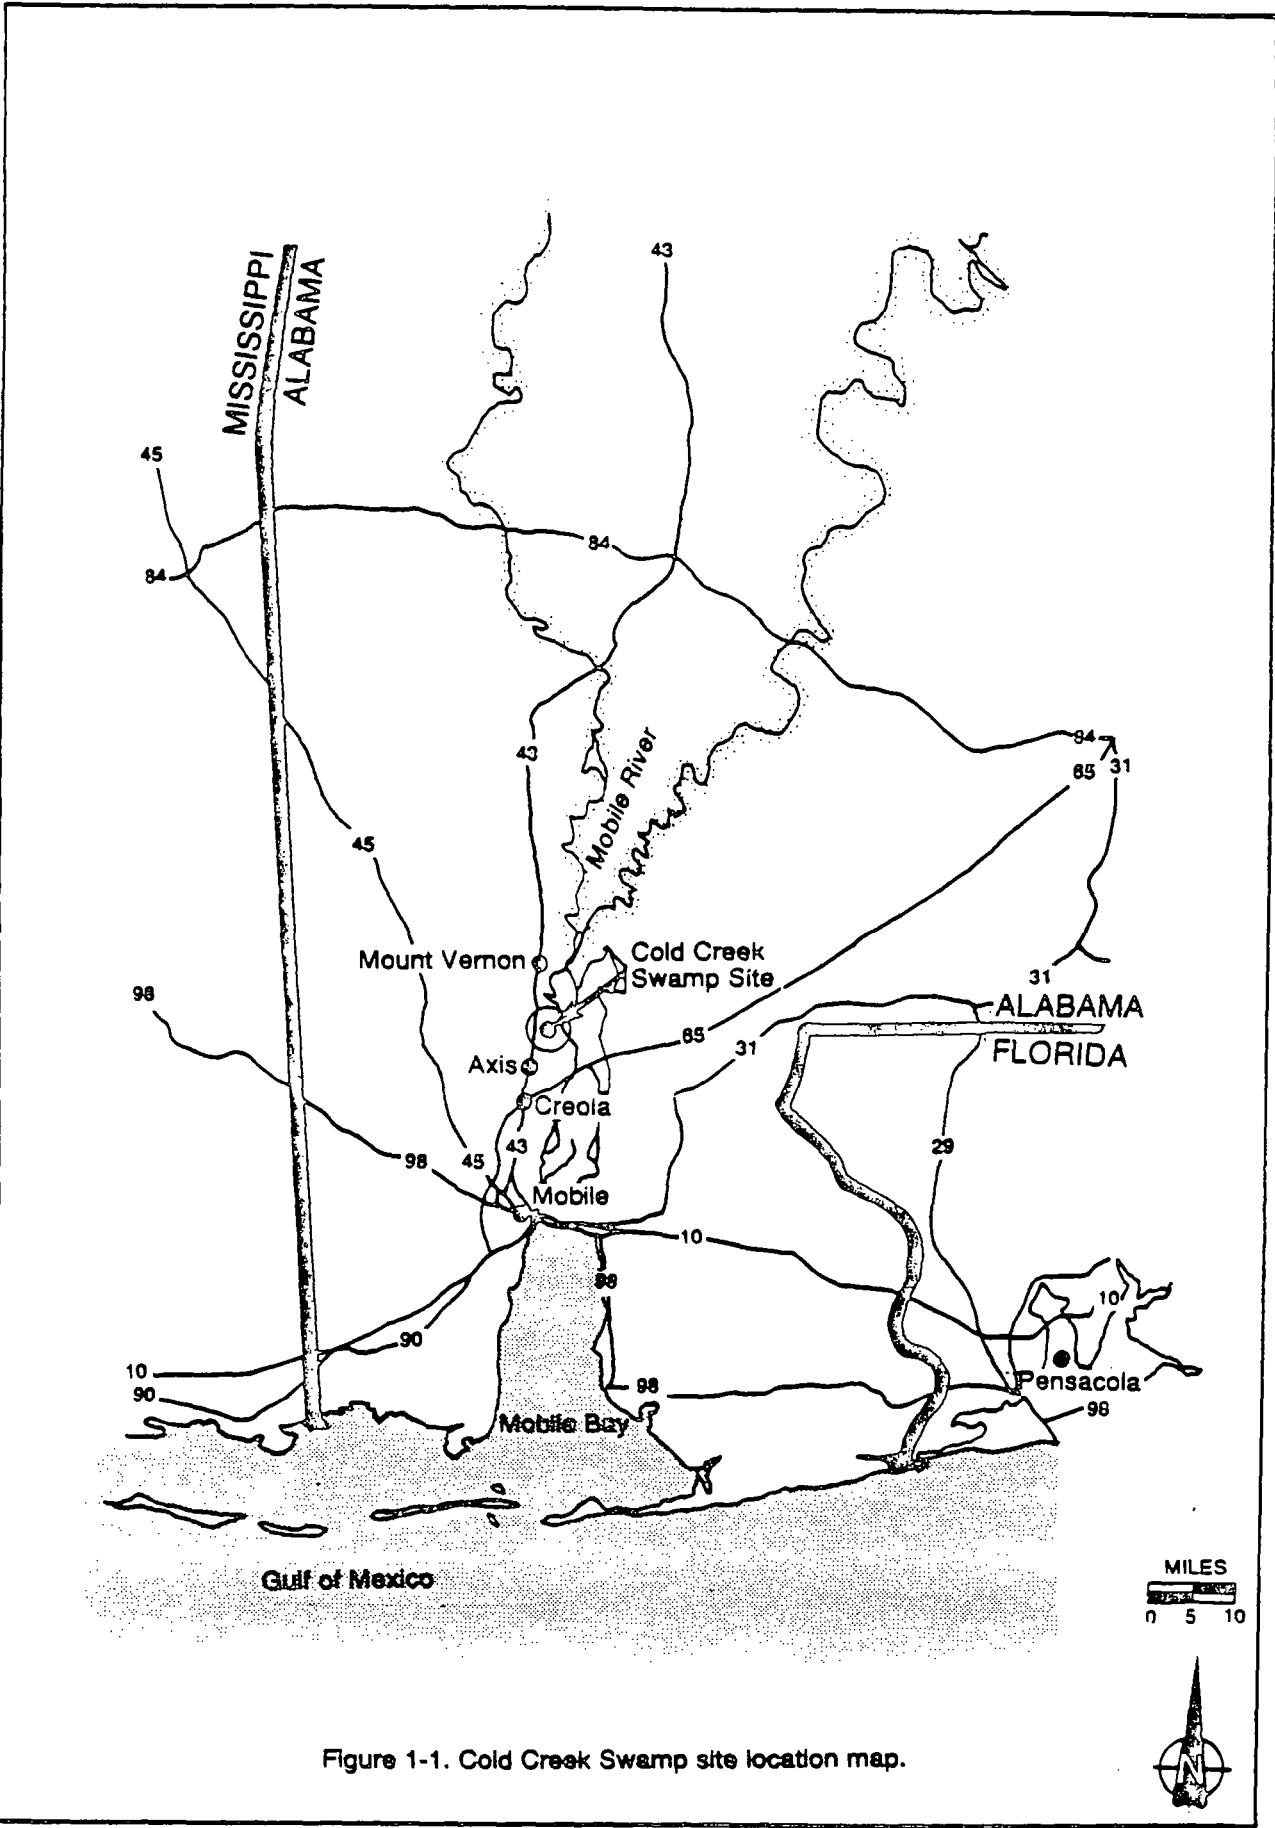 43
MISSISSIPPI
ALABAMA
45
84
84
43
Mobile River
84
65
31
45
Mount Vernon
Cold Creek
Swamp Site
31
98
ALABAMA
65
31
FLORIDA
Axis
Creola
29
98
45
43
Mobile
10
98
10
90
10
Pensacola
90
98
98
Mobile Bay
Gulf of Mexico
MILES
0 5 10
N
Figure 1-1. Cold Creek Swamp site location map.